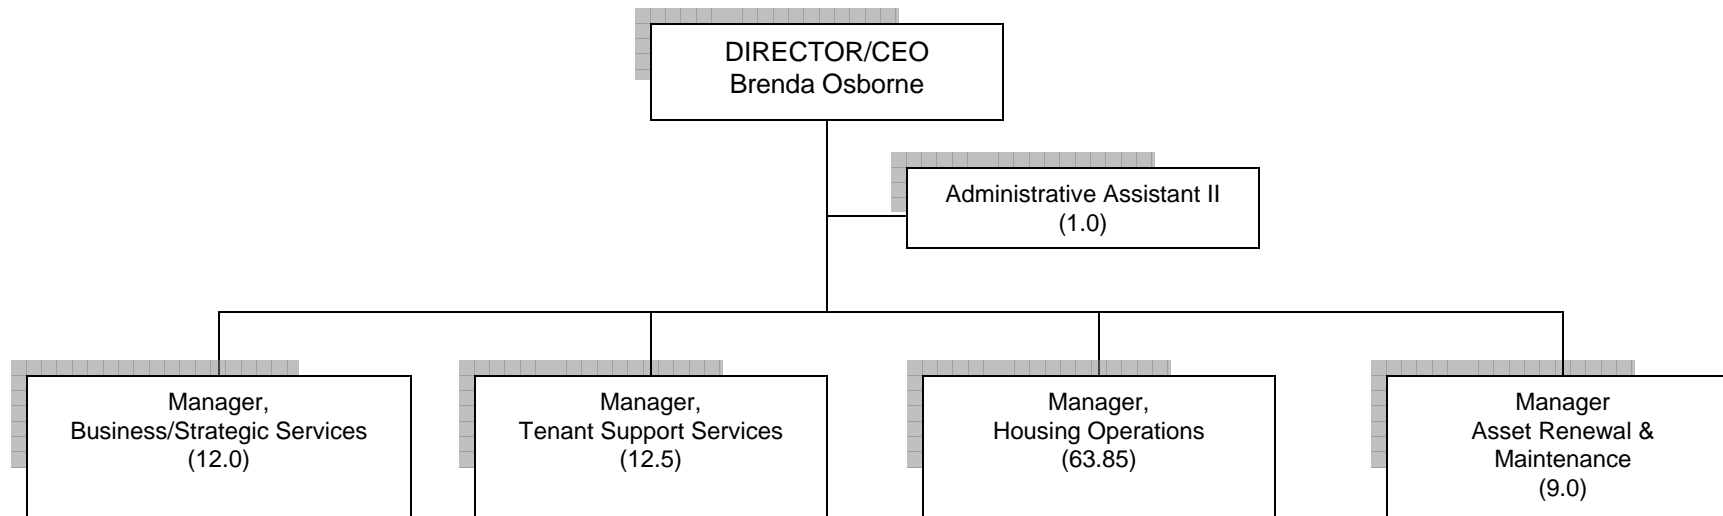 DIRECTOR/CEO
Brenda Osborne
Administrative Assistant II
(1.0)
Manager,
Business/Strategic Services
(12.0)
Manager,
Tenant Support Services
(12.5)
Manager,
Housing Operations
(63.85)
Manager
Asset Renewal &
Maintenance
(9.0)